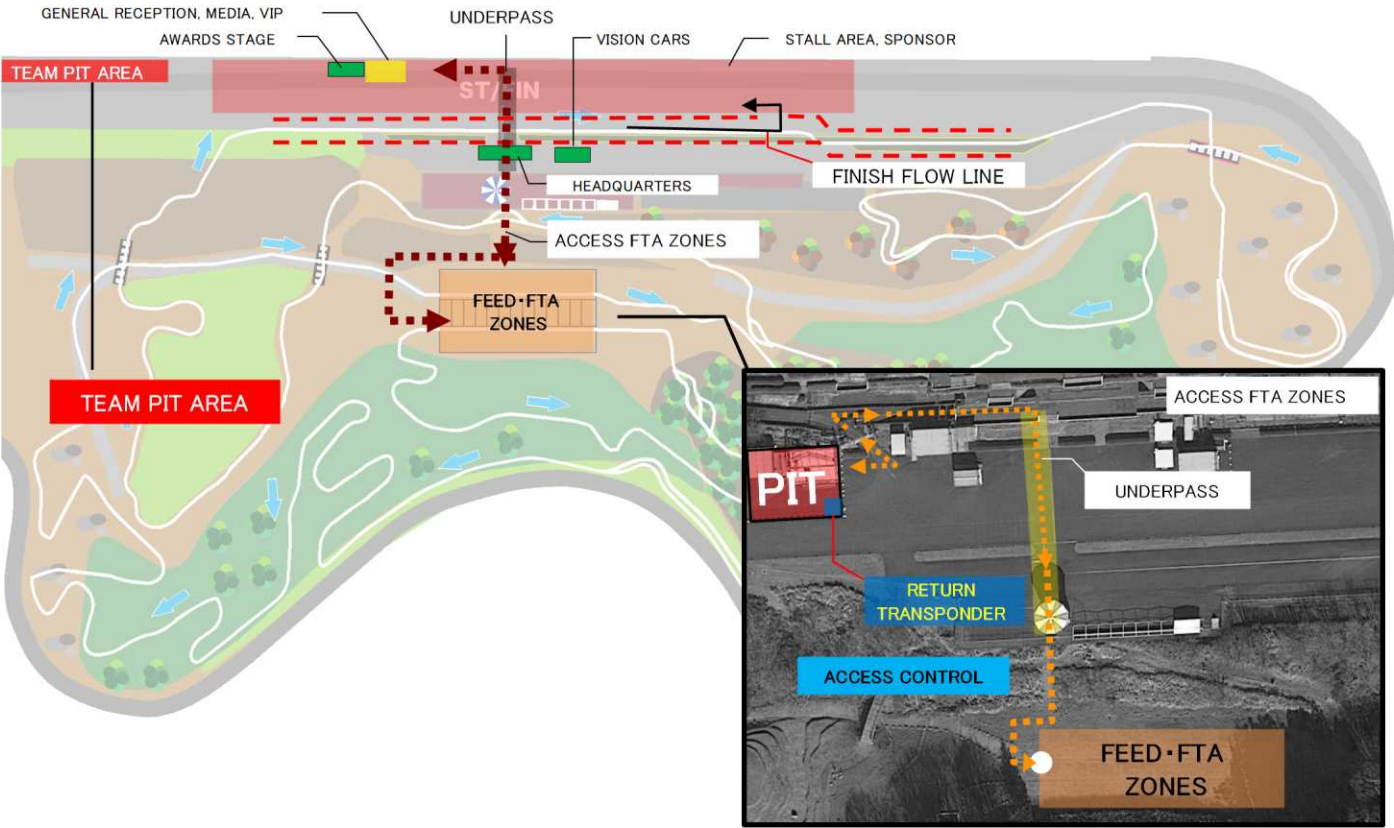 GENERAL RECEPTION, MEDIA, VIP
UNDERPASS
AWARDS STAGE
VISION CARS
STALL AREA, SPONSOR
TEAM PIT AREA
ST/FIN
HEADQUARTERS
FINISH FLOW LINE
ACCESS FTA ZONES
FEED・FTA
ZONES
TEAM PIT AREA
ACCESS FTA ZONES
PIT
UNDERPASS
RETURN
TRANSPONDER
ACCESS CONTROL
FEED・FTA
ZONES